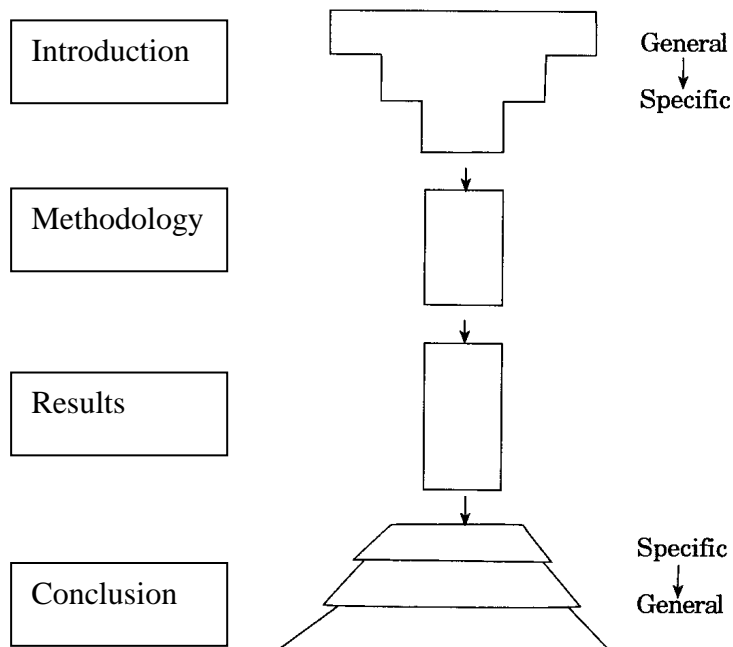 Introduction
General
Specific
Methodology
Results
Specific
General
Conclusion